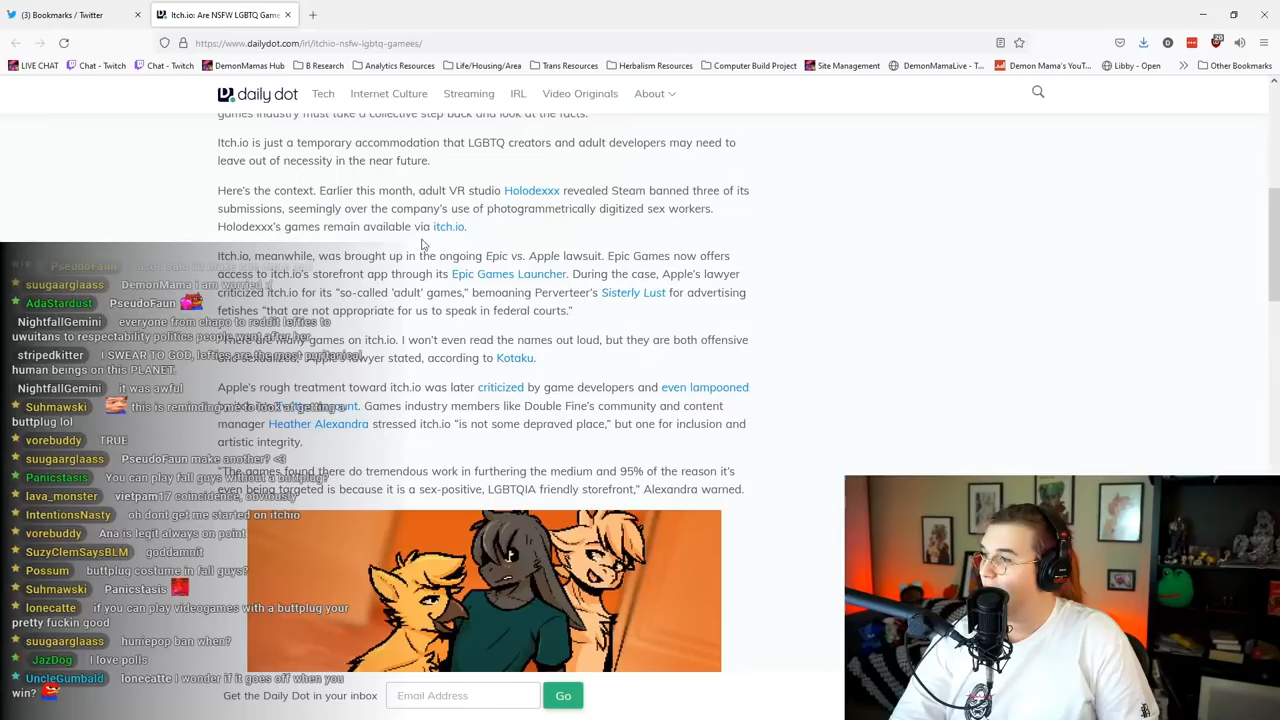 (3) Bookmarks / Twitter
Itch.io: Are NSFW LGBTQ Game
https://www.dailydot.com/irl/itchio-nsfw-lgbtq-gamees/
20
LIVE CHAT
Chat - Twitch
Chat - Twitch
DemonMamas Hub
B Research
Analytics Resources
Life/Housing/Area
Trans Resources
Herbalism Resources
Computer Build Project
Site Management
DemonMamaLive - T...
Demon Mama's YouT...
Libby - Open
Other Bookmarks
daily dot
Tech
Internet Culture
Streaming
IRL
Video Originals
About
games industry must take a collective step back and look at the facts.
Itch.io is just a temporary accommodation that LGBTQ creators and adult developers may need to
leave out of necessity in the near future.
Here's the context. Earlier this month, adult VR studio Holodexxx revealed Steam banned three of its
submissions, seemingly over the company's use of photogrammetrically digitized sex workers.
Holodexxx's games remain available via itch.io.
Itch.io, meanwhile, was brought up in the ongoing Epic vs. Apple lawsuit. Epic Games now offers
access to itch.io's storefront app through its Epic Games Launcher. During the case, Apple's lawyer
criticized itch.io for its "so-called 'adult' games," bemoaning Perverteer's Sisterly Lust for advertising
fetishes "that are not appropriate for us to speak in federal courts."
many games on itch.io. I won't even read the names out loud, but they are both offensive
and sexualized," Apple's lawyer stated, according to Kotaku.
Apple's rough treatment toward itch.io was later criticized by game developers and even lampooned
Games industry members like Double Fine's community and content
manager Heather Alexandra stressed itch.io "is not some depraved place," but one for inclusion and
artistic integrity.
"The games found there do tremendous work in furthering the medium and 95% of the reason it's
even being targeted is because it is a sex-positive, LGBTQIA friendly storefront," Alexandra warned.
PseudoFaun
suugaarglaass DemonMama i am worried :(
AdaStardust PseudoFaun
NightfallGemini everyone from chapo to reddit lefties to
uwuitans to respectability politics people went after her
stripedkitter I SWEAR TO GOD, lefties are the most puritanical
human beings on this PLANET.
NightfallGemini it was awful
Suhmawski this is reminding me to look at getting a
buttplug lol
vorebuddy TRUE
suugaarglaass PseudoFaun make another? <3
Panicstasis You can play fall guys without a buttplug?
lava_monster vietpam17 coincidence, obviously
IntentionsNasty oh dont get me started on itchio
vorebuddy Ana is legit always on point
SuzyClemSaysBLM goddamnit
Possum buttplug costume in fall guys?
Suhmawski Panicstasis
lonecatte if you can play videogames with a buttplug your
pretty fuckin good
suugaarglaass huniepop ban when?
JazDog I love polls
UncleGumbald lonecatte I wonder if it goes off when you
win?
Get the Daily Dot in your inbox
Email Address
Go